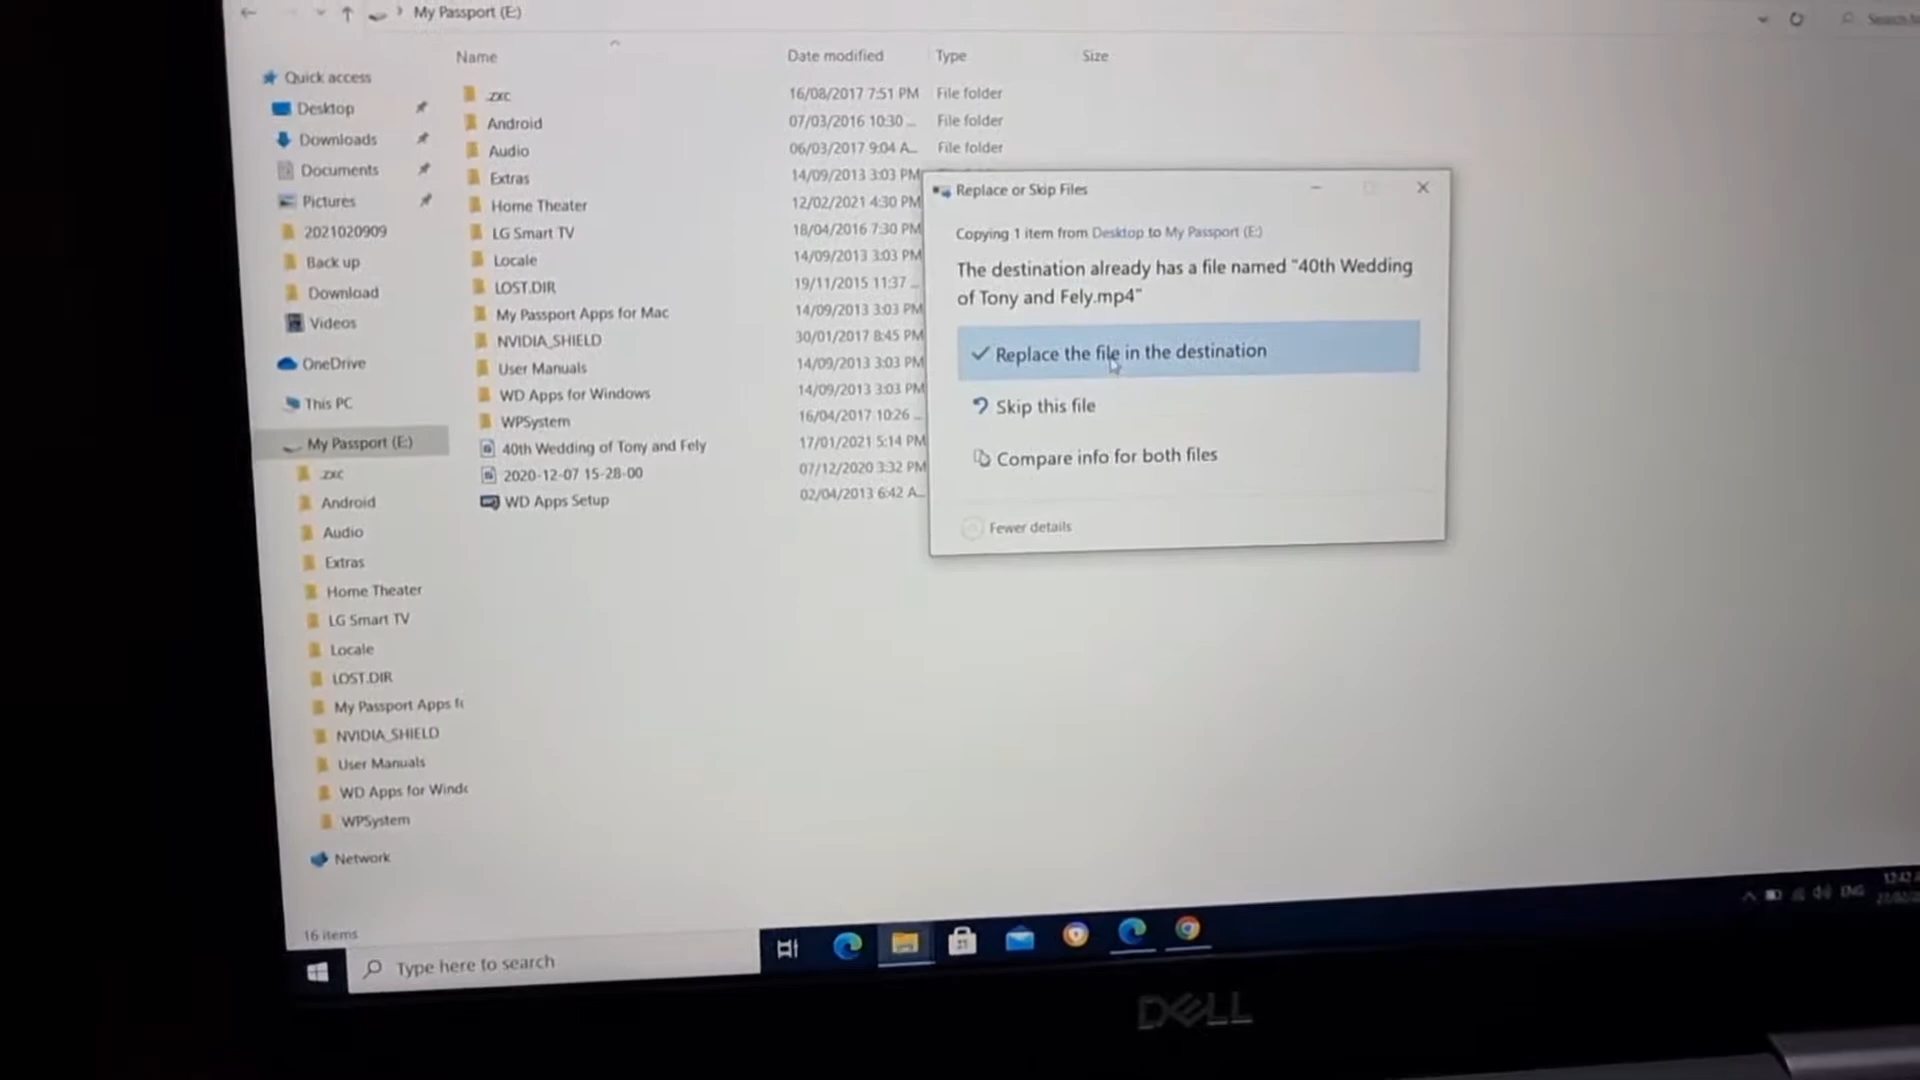 My Passport (E:)
Name Date modified Type Size
Quick access
Desktop
Downloads
Documents
Pictures
2021020909
Back up
Download
Videos
OneDrive
This PC
My Passport (E:)
.zxc
Android
Audio
Extras
Home Theater
LG Smart TV
Locale
LOST.DIR
My Passport Apps f
NVIDIA_SHIELD
User Manuals
WD Apps for Windo
WPSystem
Network
.zxc 16/08/2017 7:51 PM File folder
Android 07/03/2016 10:30 ... File folder
Audio 06/03/2017 9:04 A... File folder
Extras 14/09/2013 3:03 PM
Home Theater 12/02/2021 4:30 PM
LG Smart TV 18/04/2016 7:30 PM
Locale 14/09/2013 3:03 PM
LOST.DIR 19/11/2015 11:37 ...
My Passport Apps for Mac 14/09/2013 3:03 PM
NVIDIA_SHIELD 30/01/2017 8:45 PM
User Manuals 14/09/2013 3:03 PM
WD Apps for Windows 14/09/2013 3:03 PM
WPSystem 16/04/2017 10:26 ...
40th Wedding of Tony and Fely 17/01/2021 5:14 PM
2020-12-07 15-28-00 07/12/2020 3:32 PM
WD Apps Setup 02/04/2013 6:42 A...
Replace or Skip Files
Copying 1 item from Desktop to My Passport (E:)
The destination already has a file named "40th Wedding
of Tony and Fely.mp4"
Replace the file in the destination
Skip this file
Compare info for both files
Fewer details
16 items
Type here to search
ENG
DELL